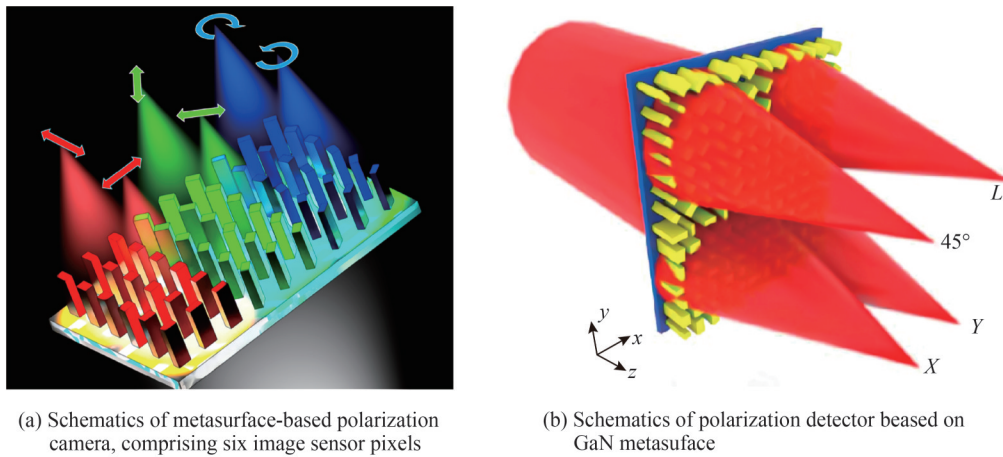 L
45°
y
x
z
Y
X
(a) Schematics of metasurface-based polarization
camera, comprising six image sensor pixels
(b) Schematics of polarization detector beased on
GaN metasuface